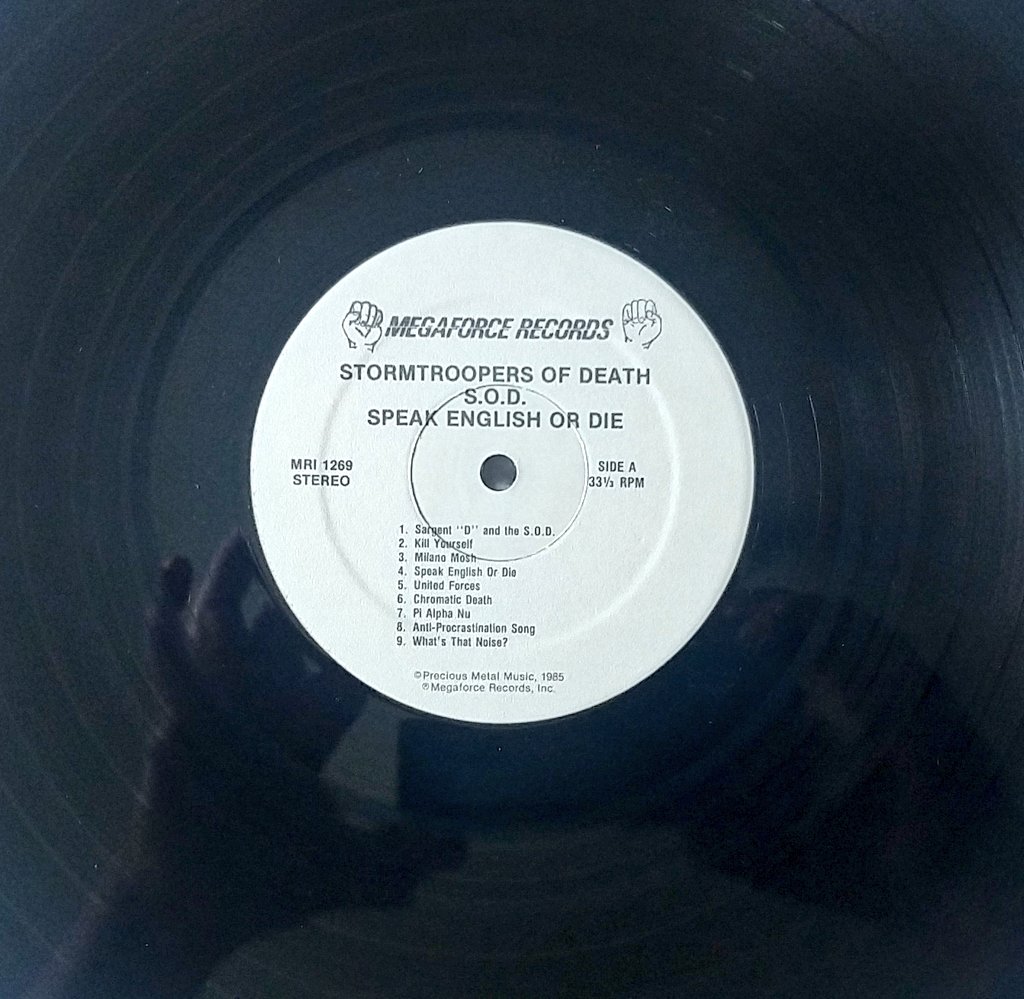 MEGAFORCE RECORDS
STORMTROOPERS OF DEATH
S.O.D.
SPEAK ENGLISH OR DIE
MRI 1269
STEREO
SIDE A
33⅓ RPM
1. Sargent "D" and the S.O.D.
2. Kill Yourself
3. Milano Mosh
4. Speak English Or Die
5. United Forces
6. Chromatic Death
7. Pi Alpha Nu
8. Anti-Procrastination Song
9. What's That Noise?
©Precious Metal Music, 1985
℗Megaforce Records, Inc.